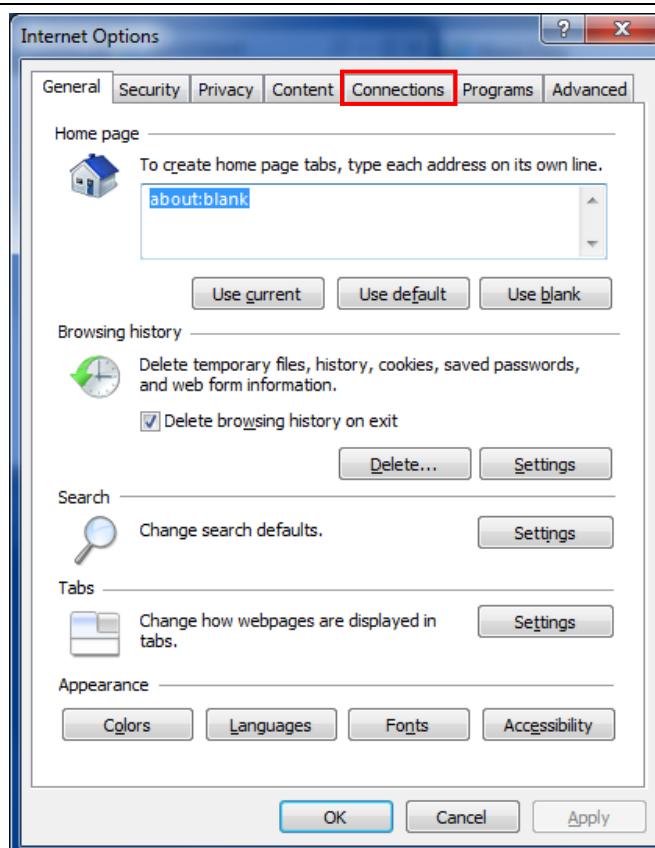 Internet Options
? X
General Security Privacy Content Connections Programs Advanced
Home page
To create home page tabs, type each address on its own line.
about:blank
Use current Use default Use blank
Browsing history
Delete temporary files, history, cookies, saved passwords,
and web form information.
Delete browsing history on exit
Delete... Settings
Search
Change search defaults. Settings
Tabs
Change how webpages are displayed in Settings
tabs.
Appearance
Colors Languages Fonts Accessibility
OK Cancel Apply